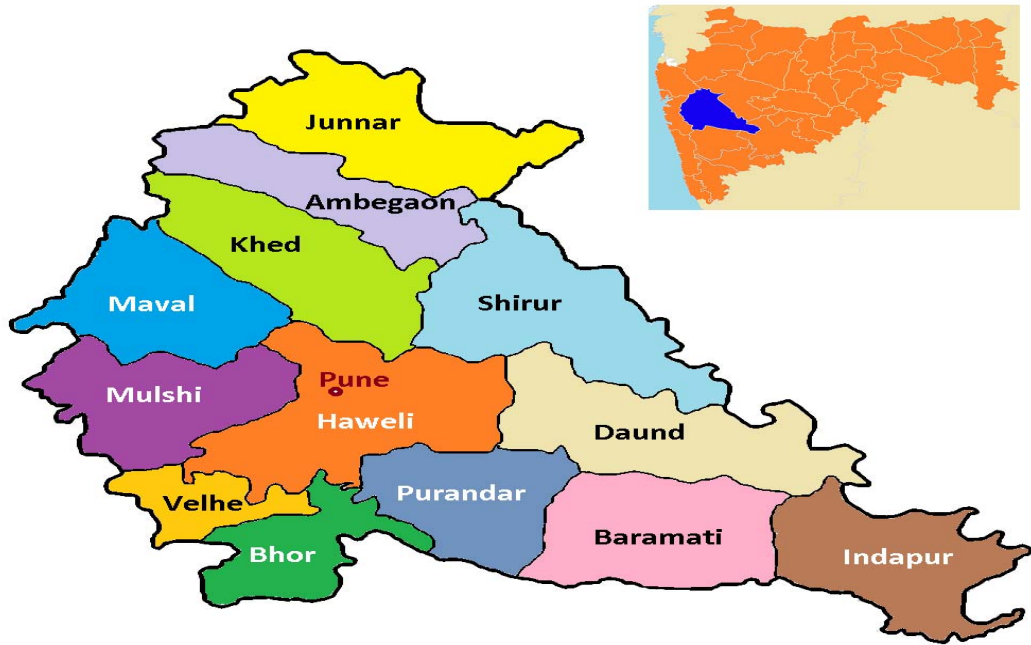 Junnar
Ambegaon
Khed
Maval
Shirur
Pune
Mulshi
Haweli
Daund
Velhe
Purandar
Baramati
Bhor
Indapur